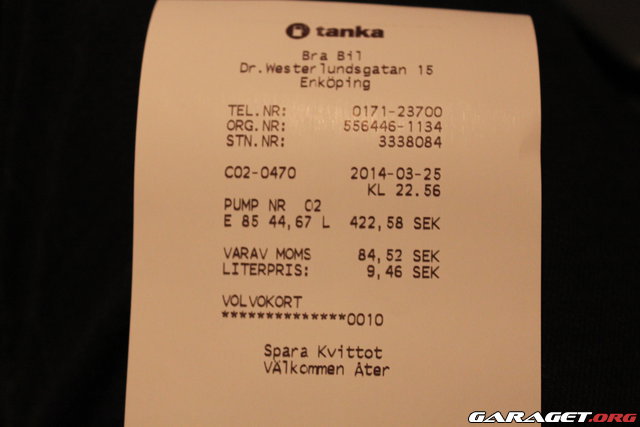 tanka
Bra Bil
Dr.Westerlundsgatan 15
Enköping
TEL.NR: 0171-23700
ORG.NR: 556446-1134
STN.NR: 3338084
C02-0470 2014-03-25
KL 22.56
PUMP NR 02
E 85 44,67 L 422,58 SEK
VARAV MOMS 84,52 SEK
LITERPRIS: 9,46 SEK
VOLVOKORT
**************0010
Spara Kvittot
Välkommen Åter
GARAGET.ORG